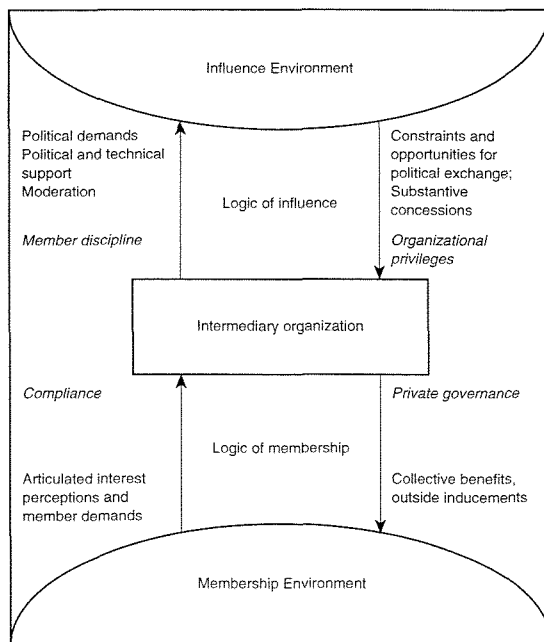 Influence Environment
Political demands
Political and technical
support
Moderation
Member discipline
Logic of influence
Constraints and
opportunities for
political exchange;
Substantive
concessions
Organizational
privileges
Intermediary organization
Compliance
Articulated interest
perceptions and
member demands
Logic of membership
Private governance
Collective benefits,
outside inducements
Membership Environment